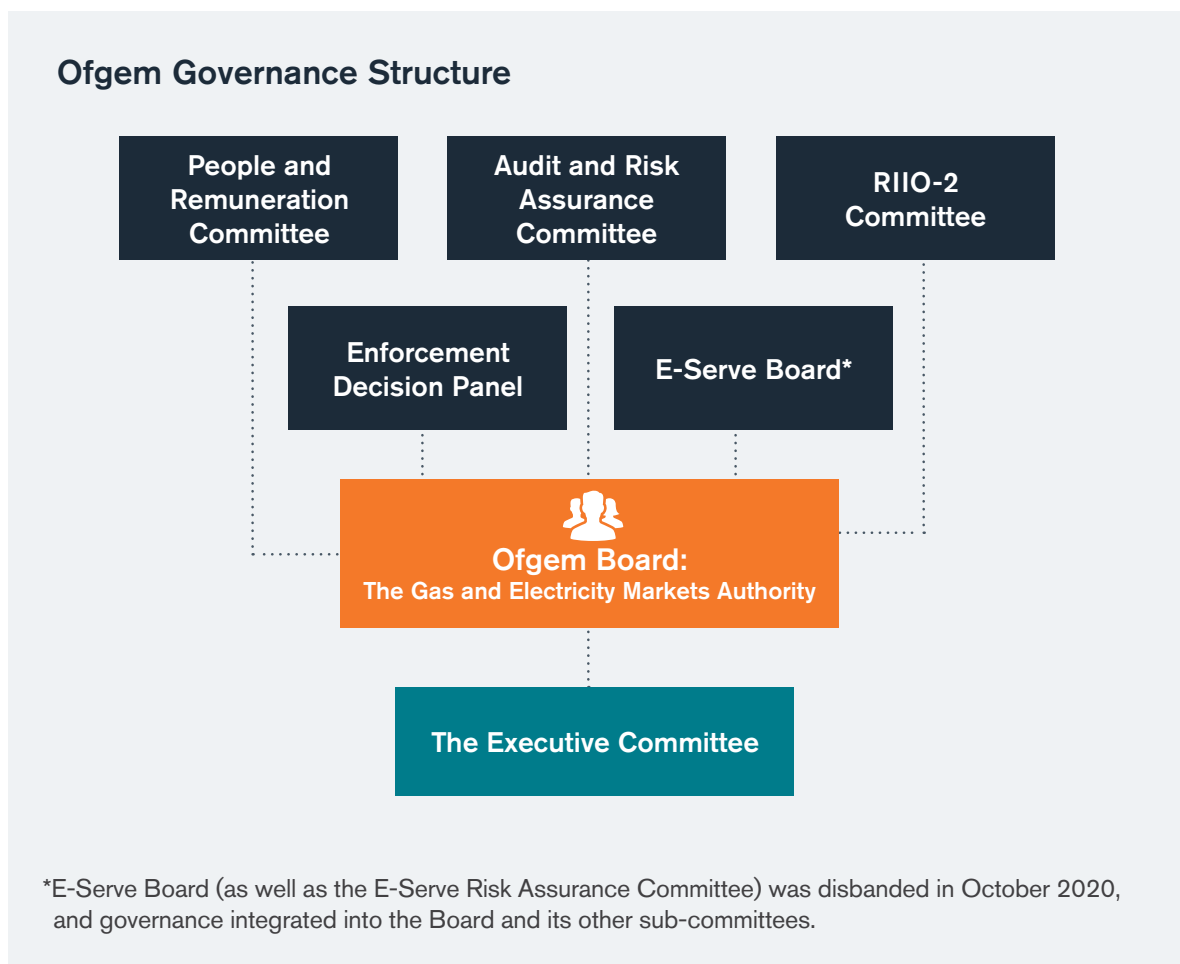 Ofgem Governance Structure
People and
Remuneration
Committee
Audit and Risk
Assurance
Committee
RIIO-2
Committee
Enforcement
Decision Panel
E-Serve Board*
Ofgem Board:
The Gas and Electricity Markets Authority
The Executive Committee
*E-Serve Board (as well as the E-Serve Risk Assurance Committee) was disbanded in October 2020,
and governance integrated into the Board and its other sub-committees.